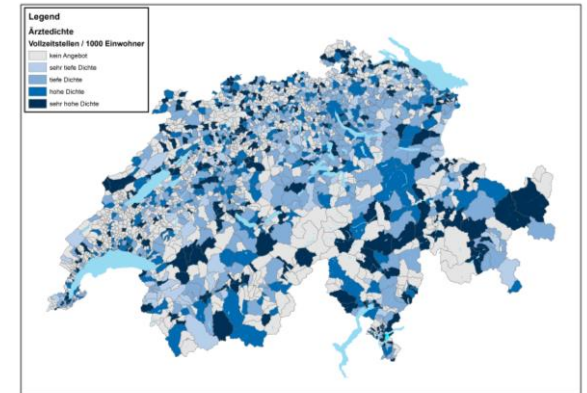 Legend
Ärztedichte
Vollzeitstellen / 1000 Einwohner
kein Angebot
sehr tiefe Dichte
tiefe Dichte
hohe Dichte
sehr hohe Dichte